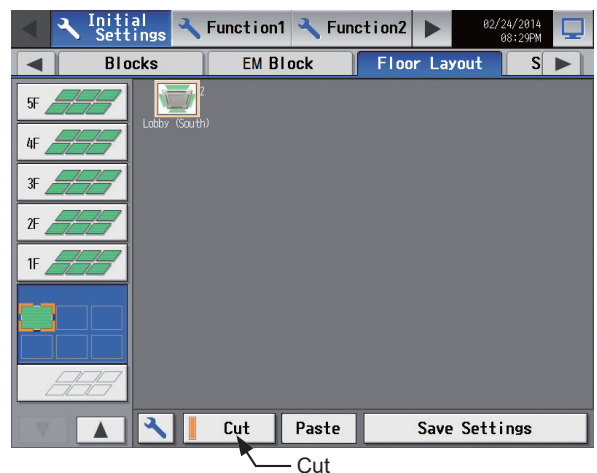 Initial Settings
Function1
Function2
02/24/2014
08:29PM
Blocks
EM Block
Floor Layout
S
5F
2
Lobby (South)
4F
3F
2F
1F
Cut
Paste
Save Settings
Cut